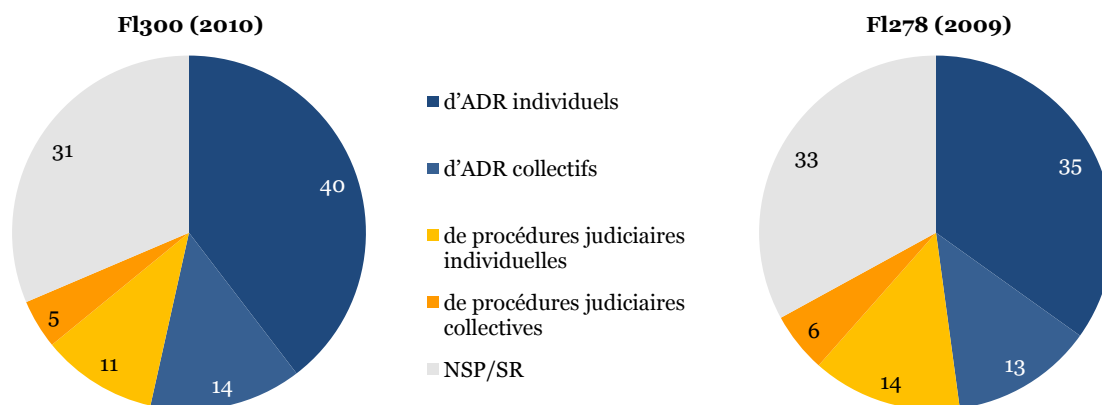 Fl300 (2010)
31
40
5
11
14
d’ADR individuels
d’ADR collectifs
de procédures judiciaires
individuelles
de procédures judiciaires
collectives
NSP/SR
Fl278 (2009)
33
35
6
14
13